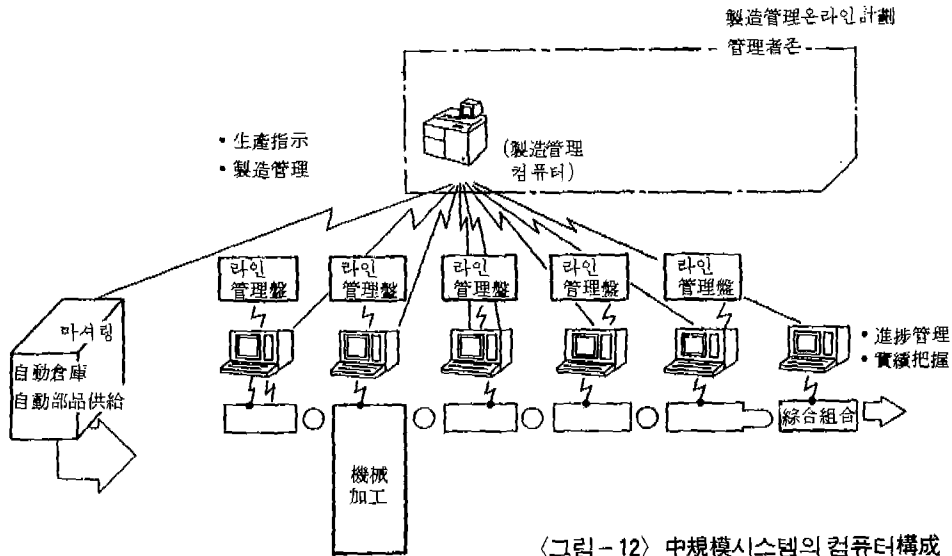 製造管理온라인計劃
管理者존
• 生産指示
• 製造管理
(製造管理
컴퓨터)
라인
管理盤
라인
管理盤
라인
管理盤
라인
管理盤
라인
管理盤
마셔링
自動倉庫
自動部品供給
• 進捗管理
• 實績把握
綜合組合
機械
加工
〈그림-12〉 中規模시스템의 컴퓨터構成